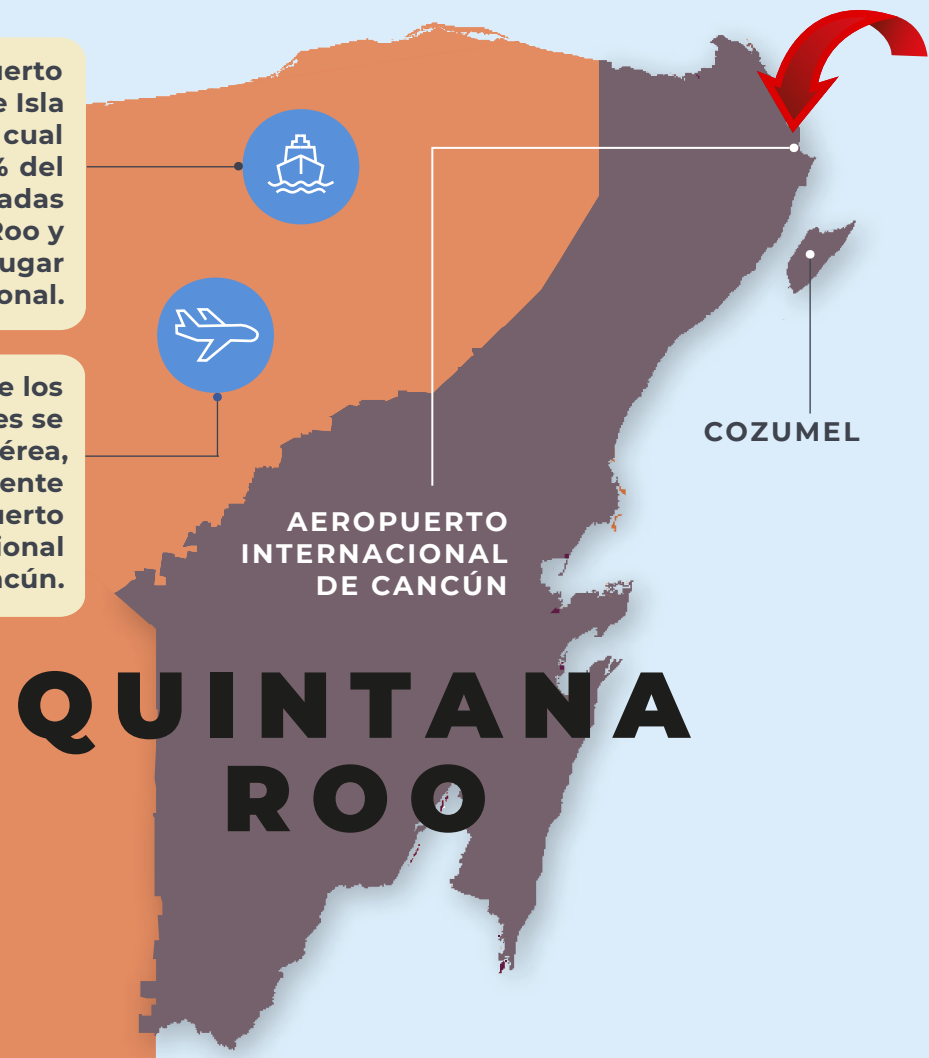 uerto
e Isla
cual
% del
adas
Roo y
ugar
onal.
e los
es se
érea,
ente
uerto
ional
ncún.
COZUMEL
AEROPUERTO
INTERNACIONAL
DE CANCÚN
QUINTANA
ROO